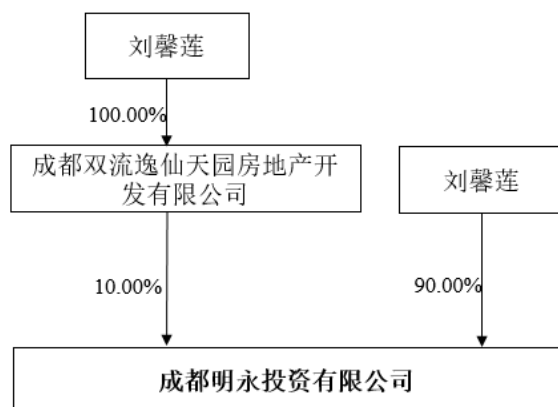 刘馨莲
100.00%
成都双流逸仙天园房地产开
发有限公司
刘馨莲
10.00%
90.00%
成都明永投资有限公司